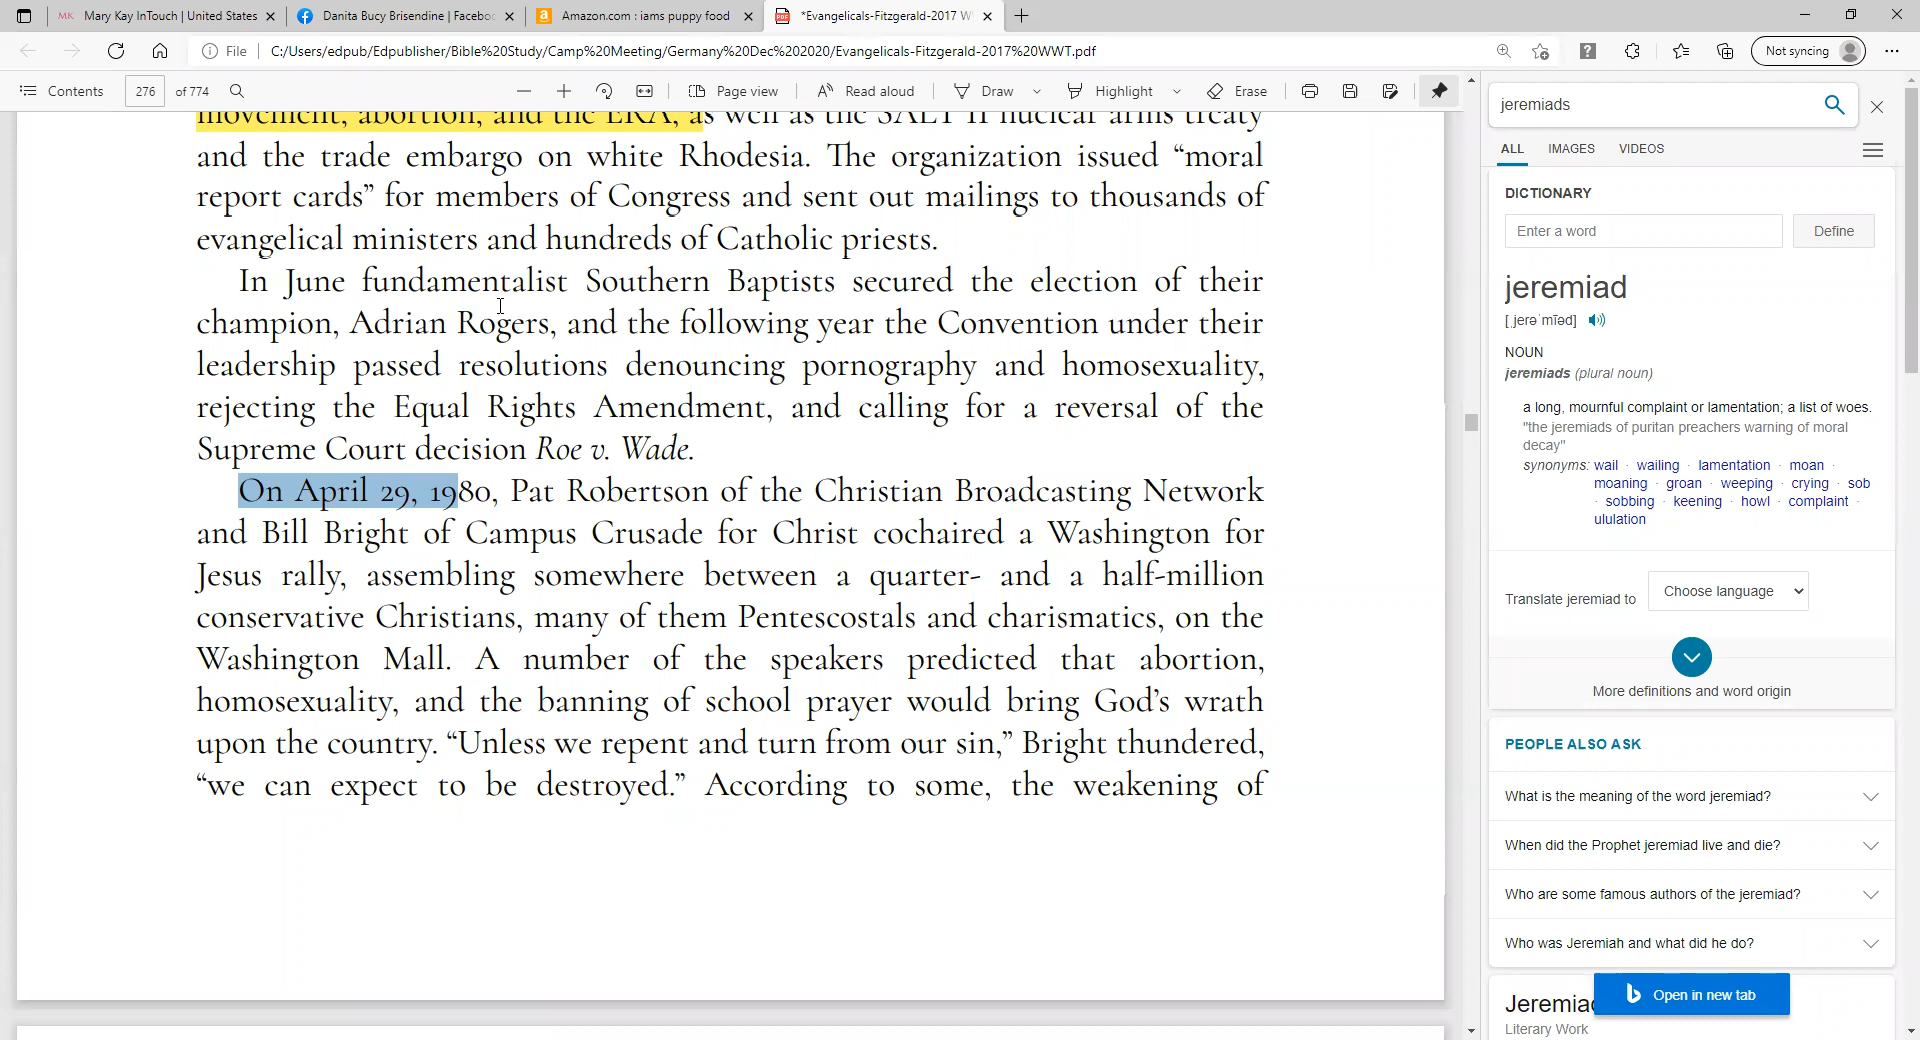 Mary Kay InTouch | United States
Danita Bucy Brisendine | Facebo
Amazon.com : iams puppy food
*Evangelicals-Fitzgerald-2017 W
File
C:/Users/edpub/Edpublisher/Bible%20Study/Camp%20Meeting/Germany%20Dec%202020/Evangelicals-Fitzgerald-2017%20WWT.pdf
Not syncing
Contents
276 of 774
Page view
Read aloud
Draw
Highlight
Erase
movement, abortion, and the ERA, as well as the SALT II nuclear arms treaty
and the trade embargo on white Rhodesia. The organization issued “moral
report cards” for members of Congress and sent out mailings to thousands of
evangelical ministers and hundreds of Catholic priests.
In June fundamentalist Southern Baptists secured the election of their
champion, Adrian Rogers, and the following year the Convention under their
leadership passed resolutions denouncing pornography and homosexuality,
rejecting the Equal Rights Amendment, and calling for a reversal of the
Supreme Court decision Roe v. Wade.
On April 29, 1980, Pat Robertson of the Christian Broadcasting Network
and Bill Bright of Campus Crusade for Christ cochaired a Washington for
Jesus rally, assembling somewhere between a quarter- and a half-million
conservative Christians, many of them Pentecostals and charismatics, on the
Washington Mall. A number of the speakers predicted that abortion,
homosexuality, and the banning of school prayer would bring God’s wrath
upon the country. “Unless we repent and turn from our sin,” Bright thundered,
“we can expect to be destroyed.” According to some, the weakening of
jeremiads
ALL
IMAGES
VIDEOS
DICTIONARY
Enter a word
Define
jeremiad
[ˌjerəˈmīəd]
NOUN
jeremiads (plural noun)
a long, mournful complaint or lamentation; a list of woes.
"the jeremiads of puritan preachers warning of moral
decay"
synonyms: wail · wailing · lamentation · moan ·
moaning · groan · weeping · crying · sob
· sobbing · keening · howl · complaint ·
ululation
Translate jeremiad to
Choose language
More definitions and word origin
PEOPLE ALSO ASK
What is the meaning of the word jeremiad?
When did the Prophet jeremiad live and die?
Who are some famous authors of the jeremiad?
Who was Jeremiah and what did he do?
Open in new tab
Literary Work